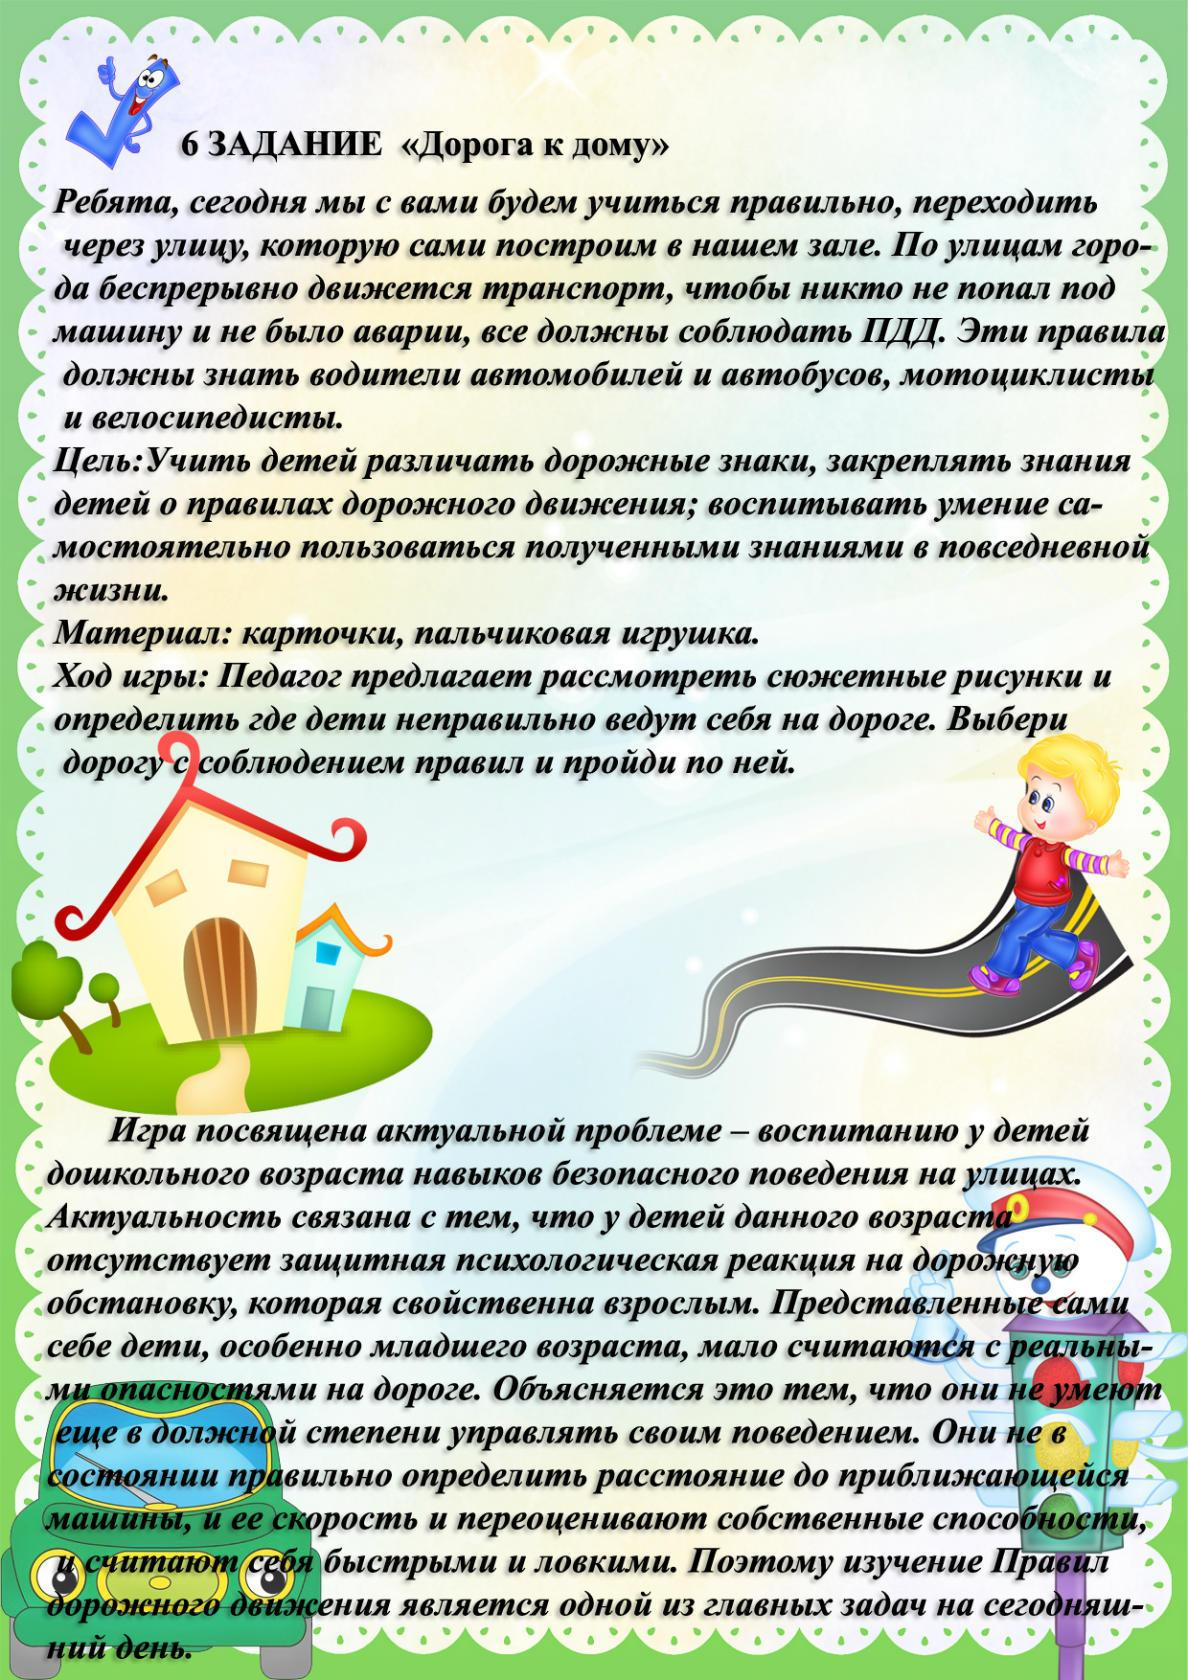 6 ЗАДАНИЕ «Дорога к дому»
Ребята, сегодня мы с вами будем учиться правильно, переходить
через улицу, которую сами построим в нашем зале. По улицам горо-
да беспрерывно движется транспорт, чтобы никто не попал под
машину и не было аварии, все должны соблюдать ПДД. Эти правила
должны знать водители автомобилей и автобусов, мотоциклисты
и велосипедисты.
Цель:Учить детей различать дорожные знаки, закреплять знания
детей о правилах дорожного движения; воспитывать умение са-
мостоятельно пользоваться полученными знаниями в повседневной
жизни.
Материал: карточки, пальчиковая игрушка.
Ход игры: Педагог предлагает рассмотреть сюжетные рисунки и
определить где дети неправильно ведут себя на дороге. Выбери
дорогу с соблюдением правил и пройди по ней.
Игра посвящена актуальной проблеме – воспитанию у детей
дошкольного возраста навыков безопасного поведения на улицах.
Актуальность связана с тем, что у детей данного возраста
отсутствует защитная психологическая реакция на дорожную
обстановку, которая свойственна взрослым. Представленные сами
себе дети, особенно младшего возраста, мало считаются с реальны-
ми опасностями на дороге. Объясняется это тем, что они не умеют
еще в должной степени управлять своим поведением. Они не в
состоянии правильно определить расстояние до приближающейся
машины, и ее скорость и переоценивают собственные способности,
и считают себя быстрыми и ловкими. Поэтому изучение Правил
дорожного движения является одной из главных задач на сегодняш-
ний день.